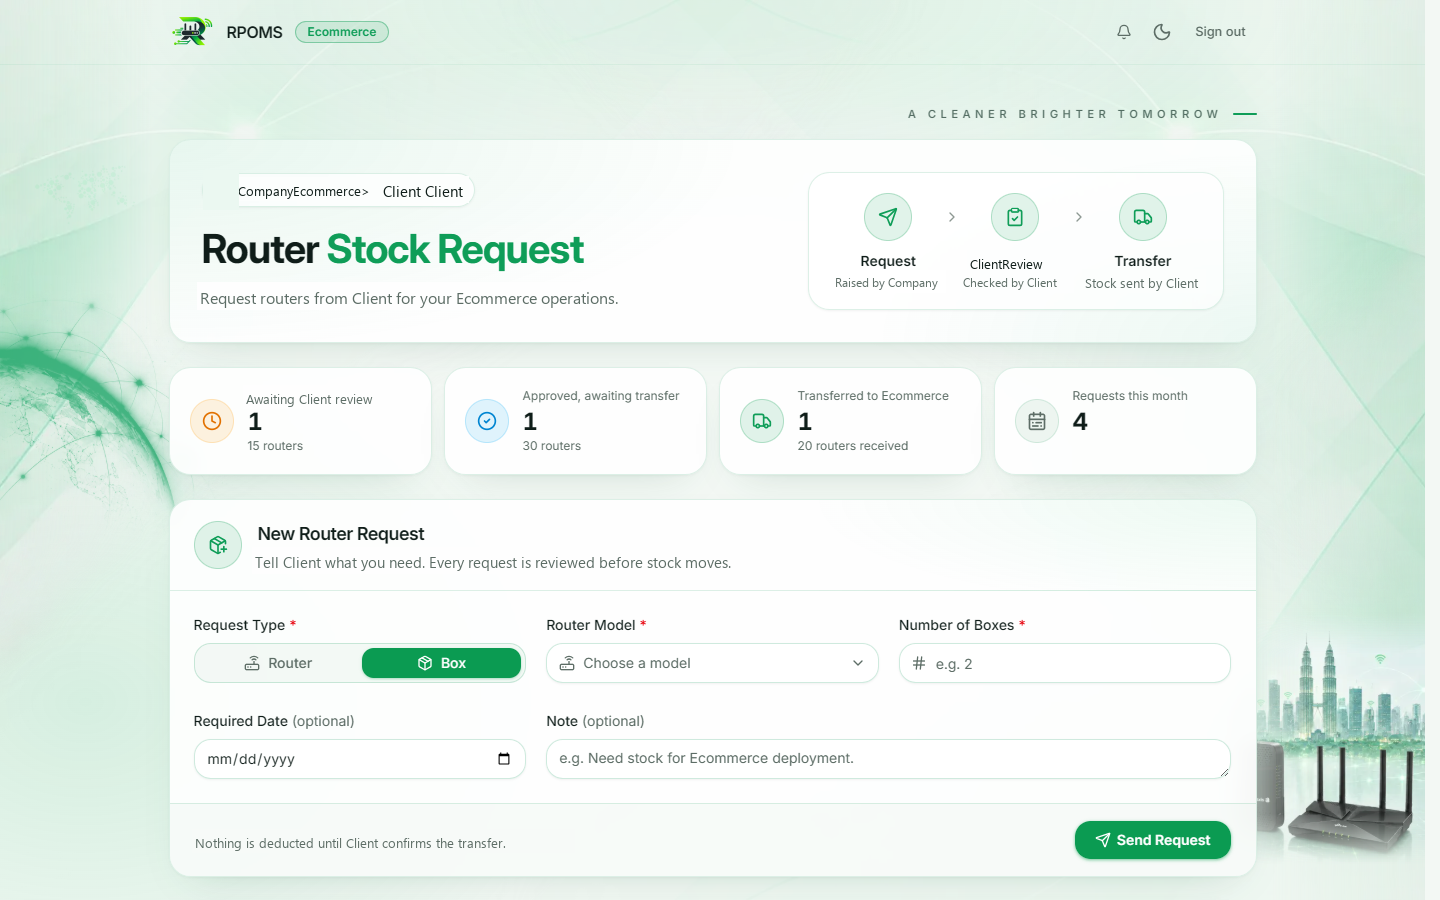 RPOMS
Ecommerce
Sign out
A CLEANER BRIGHTER TOMORROW
CompanyEcommerce> Client Client
Router Stock Request
Request routers from Client for your Ecommerce operations.
Request
Raised by Company
ClientReview
Checked by Client
Transfer
Stock sent by Client
Awaiting Client review
1
15 routers
Approved, awaiting transfer
1
30 routers
Transferred to Ecommerce
1
20 routers received
Requests this month
4
New Router Request
Tell Client what you need. Every request is reviewed before stock moves.
Request Type *
Router
Box
Router Model *
Choose a model
Number of Boxes *
# e.g. 2
Required Date (optional)
mm/dd/yyyy
Note (optional)
e.g. Need stock for Ecommerce deployment.
Nothing is deducted until Client confirms the transfer.
Send Request